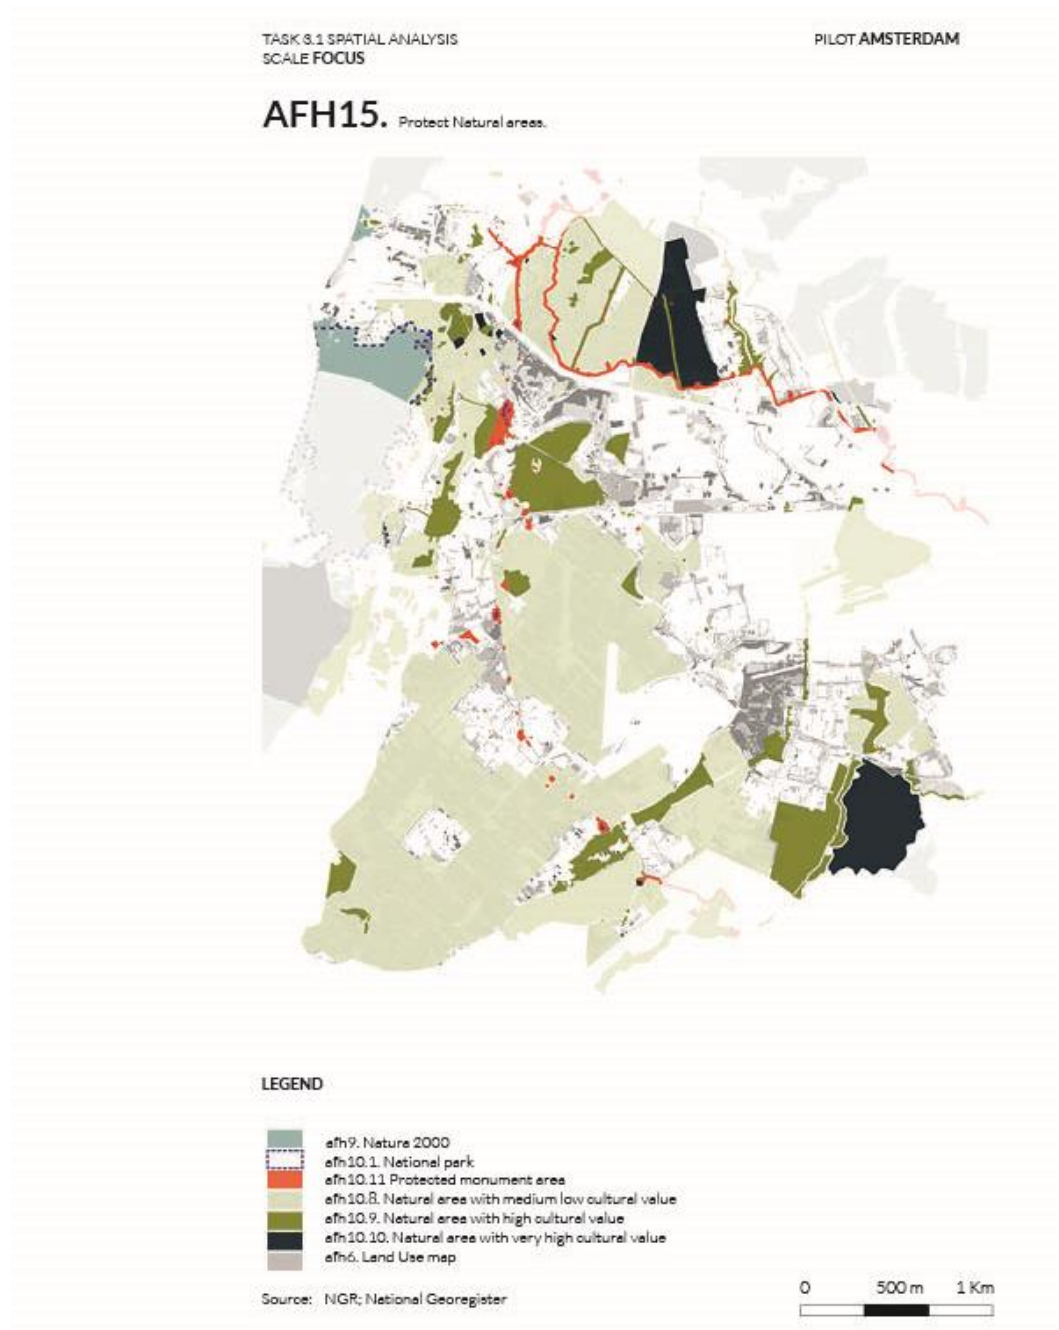 TASK 3.1 SPATIAL ANALYSIS
SCALE FOCUS
PILOT AMSTERDAM
AFH15. Protect Natural areas.
LEGEND
afh9. Natura 2000
afh10.1. National park
afh10.11 Protected monument area
afh10.8. Natural area with medium low cultural value
afh10.9. Natural area with high cultural value
afh10.10. Natural area with very high cultural value
afh6. Land Use map
Source: NGR; National Georegister
0 500 m 1 Km